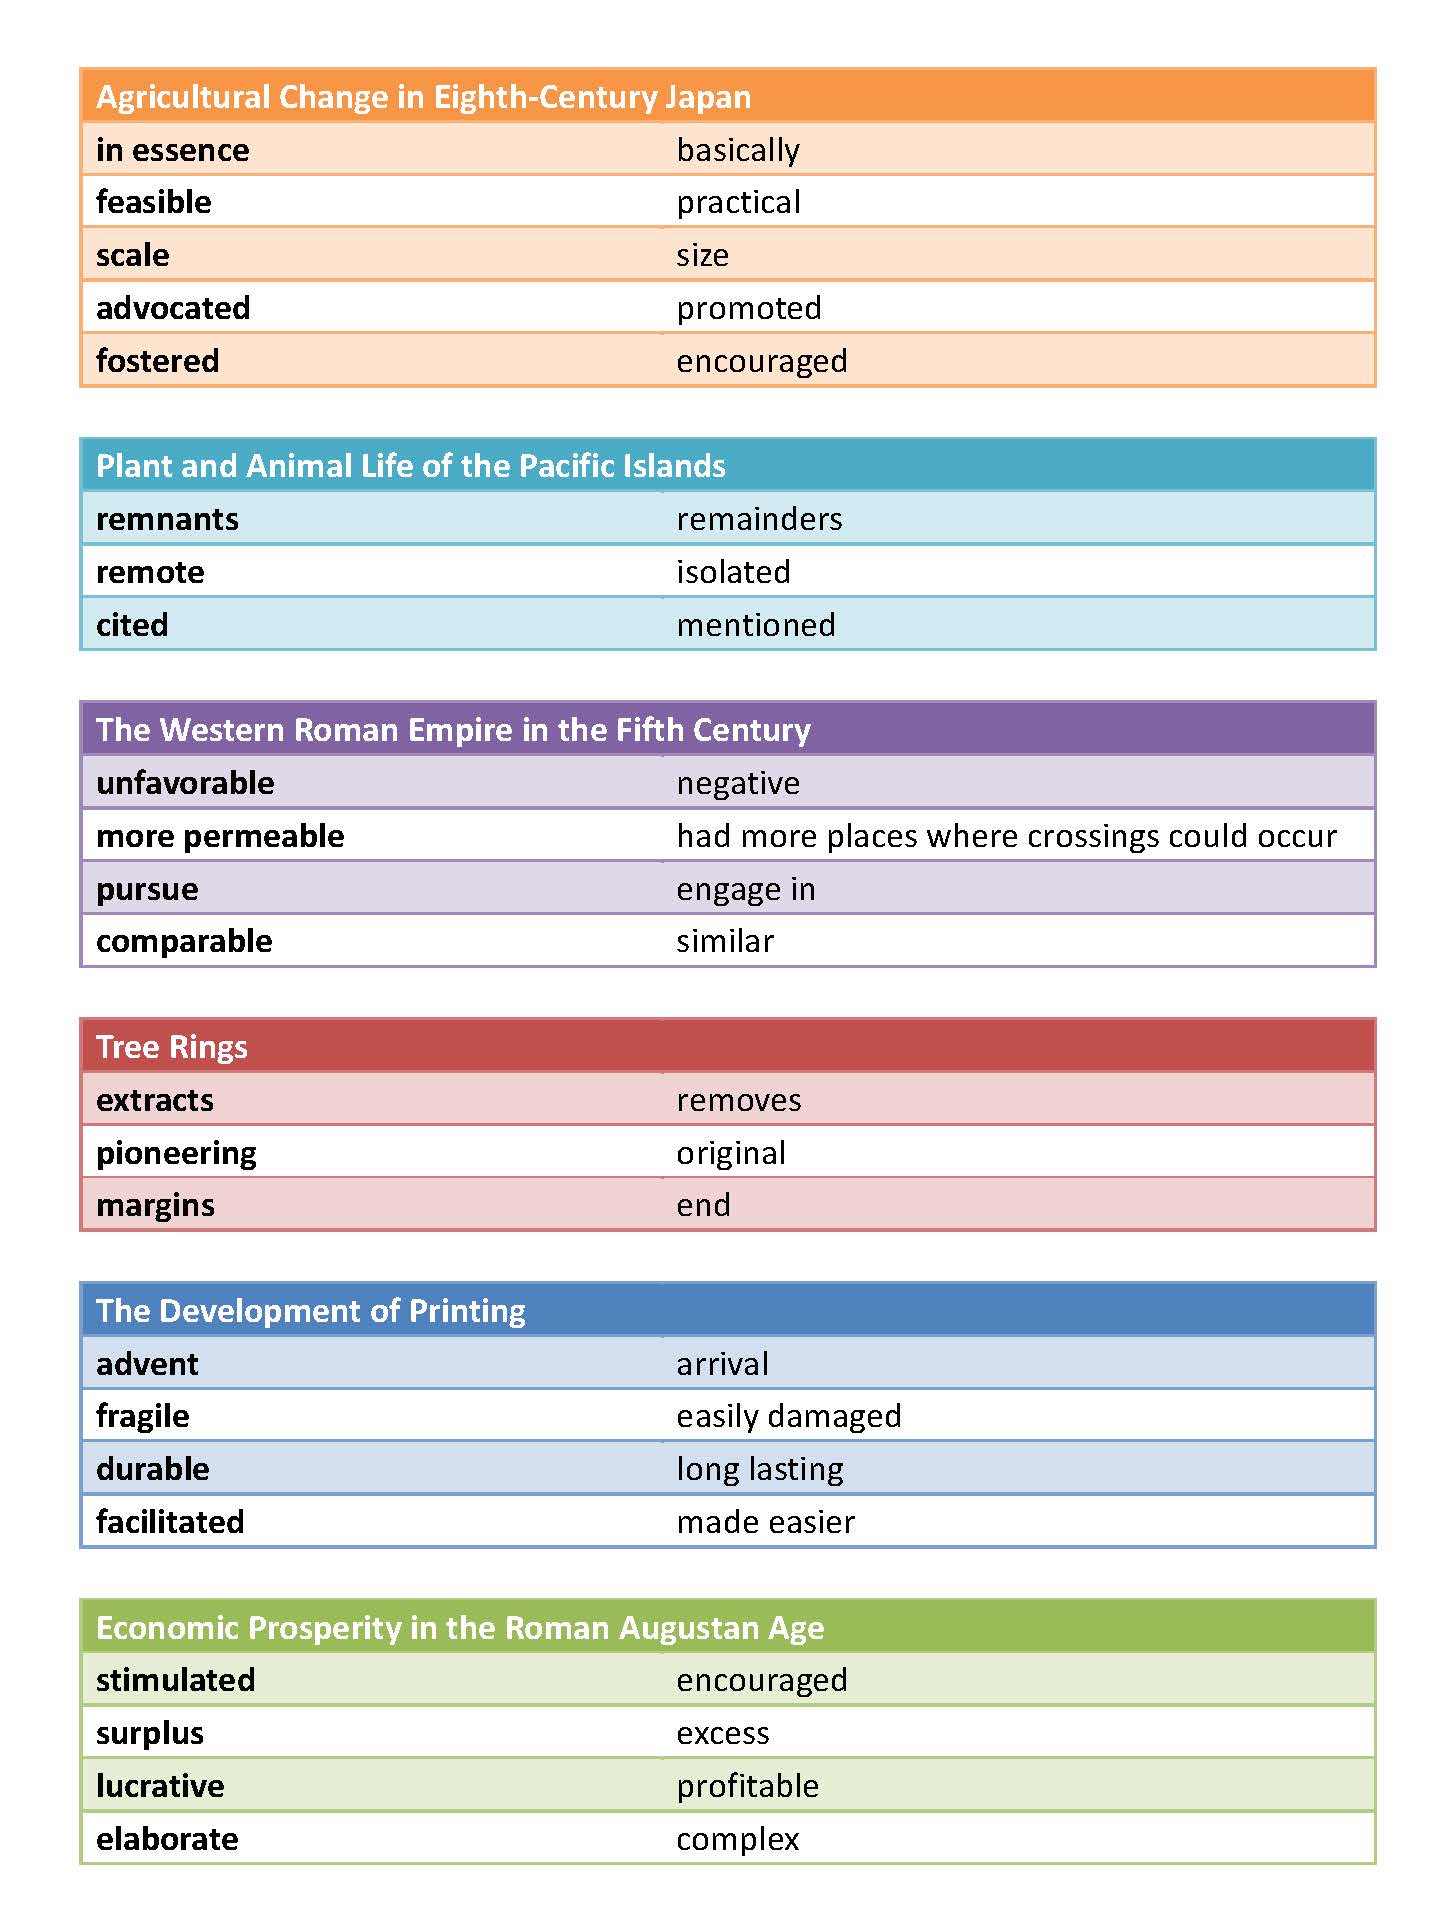 Agricultural Change in Eighth-Century Japan
in essence basically
feasible practical
scale size
advocated promoted
fostered encouraged
Plant and Animal Life of the Pacific Islands
remnants remainders
remote isolated
cited mentioned
The Western Roman Empire in the Fifth Century
unfavorable negative
more permeable had more places where crossings could occur
pursue engage in
comparable similar
Tree Rings
extracts removes
pioneering original
margins end
The Development of Printing
advent arrival
fragile easily damaged
durable long lasting
facilitated made easier
Economic Prosperity in the Roman Augustan Age
stimulated encouraged
surplus excess
lucrative profitable
elaborate complex